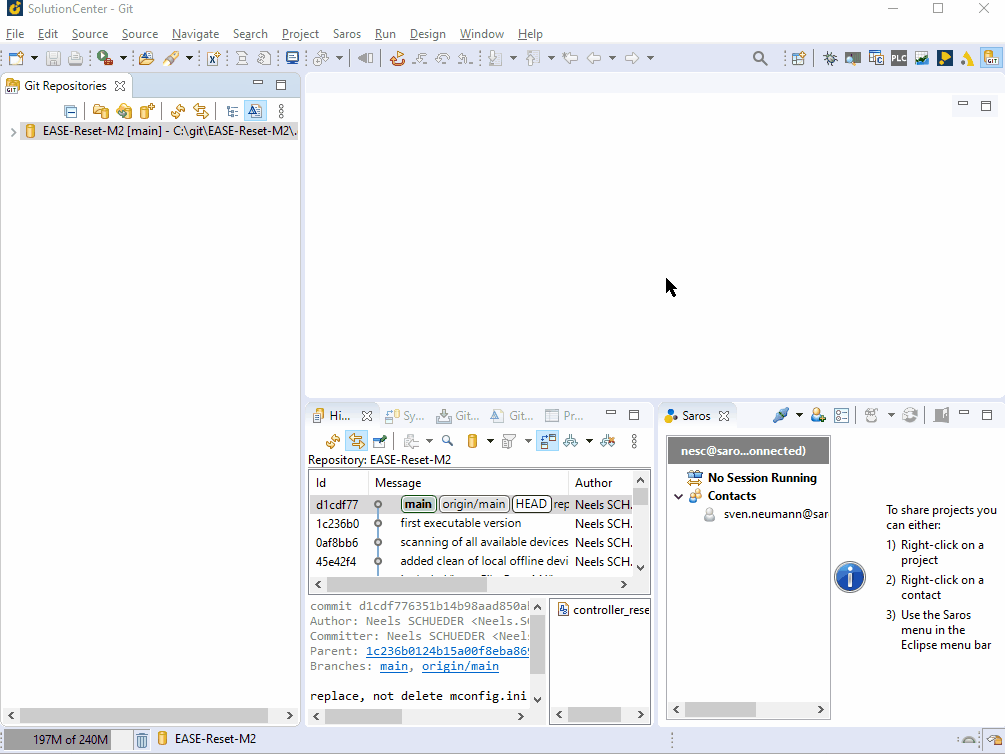 SolutionCenter - Git
File Edit Source Source Navigate Search Project Saros Run Design Window Help
PLC
GIT
GIT Git Repositories
EASE-Reset-M2 [main] - C:\git\EASE-Reset-M2\.
Hi... Sy... Git... Git... Pr...
Repository: EASE-Reset-M2
Id Message Author
d1cdf77 main origin/main HEAD rep Neels SCH.
1c236b0 first executable version Neels SCH.
0af8bb6 scanning of all available devices Neels SCH.
45e42f4 added clean of local offline devi Neels SCH.
commit d1cdf776351b14b98aad850al
Author: Neels SCHUEDER <Neels.S
Committer: Neels SCHUEDER <Neel
Parent: 1c236b0124b15a00f8eba869
Branches: main, origin/main
replace, not delete mconfig.ini
controller_rese
Saros
nesc@saro...onnected)
No Session Running
Contacts
sven.neumann@sar
To share projects you
can either:
1) Right-click on a
project
2) Right-click on a
contact
3) Use the Saros
menu in the
Eclipse menu bar
197M of 240M EASE-Reset-M2